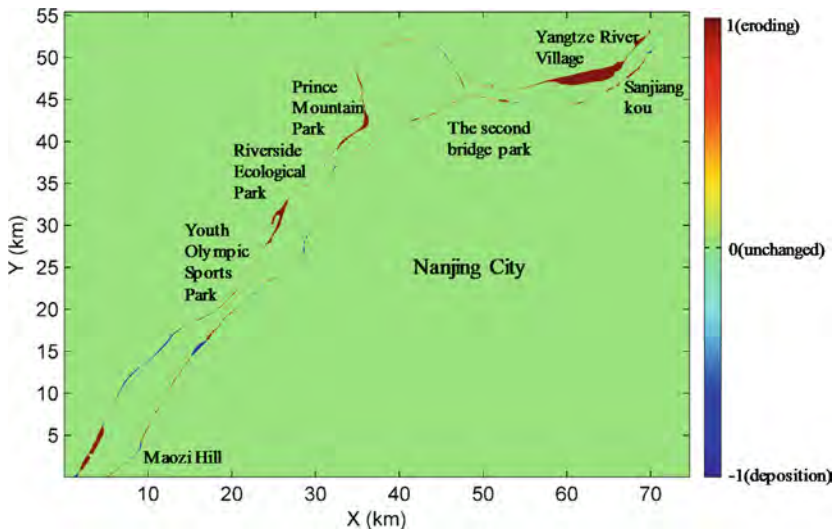 55
50
45
40
35
30
25
20
15
10
5
Y (km)
10
20
30
40
50
60
70
X (km)
Yangtze River
Village
Prince
Mountain
Park
Sanjiang
kou
The second
bridge park
Riverside
Ecological
Park
Youth
Olympic
Sports
Park
Nanjing City
Maozi Hill
1(eroding)
0(unchanged)
-1(deposition)